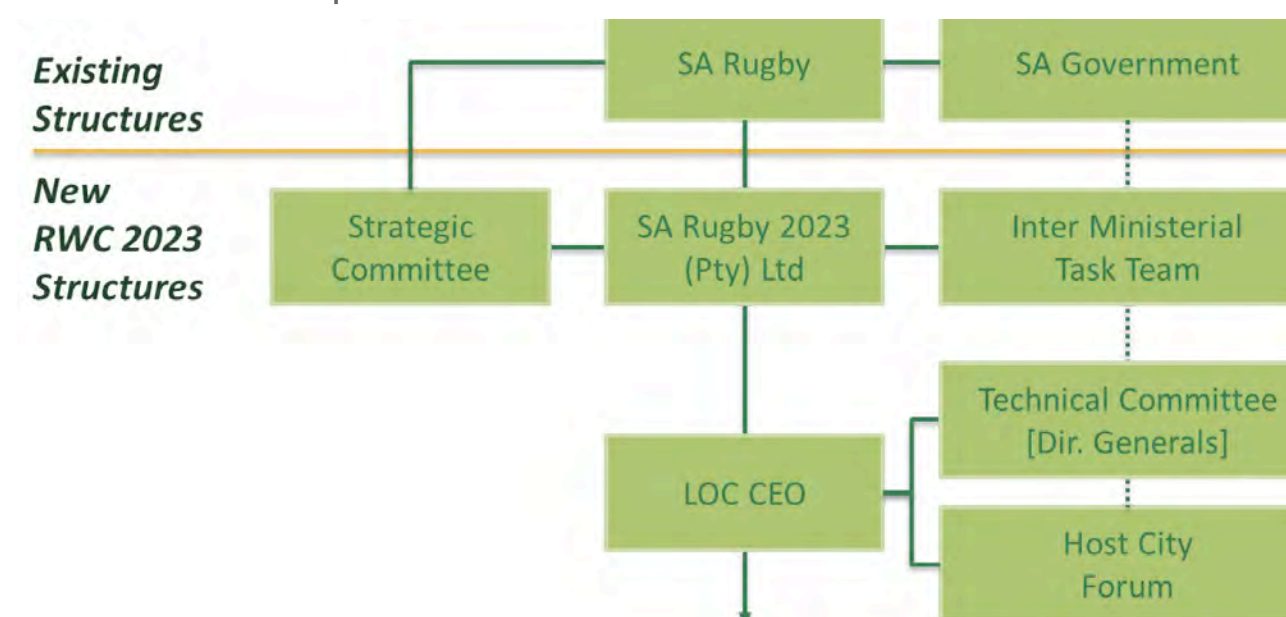 Existing
Structures
SA Rugby
SA Government
New
RWC 2023
Structures
Strategic
Committee
SA Rugby 2023
(Pty) Ltd
Inter Ministerial
Task Team
Technical Committee
[Dir. Generals]
LOC CEO
Host City
Forum